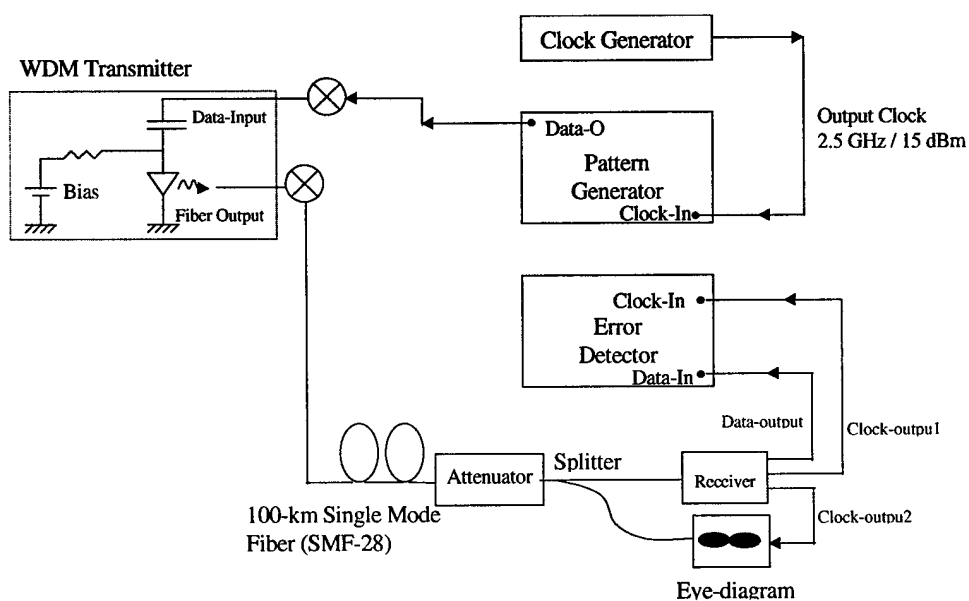 Clock Generator
WDM Transmitter
Data-Input
Data-O
Output Clock
2.5 GHz / 15 dBm
Pattern
Generator
Bias
Fiber Output
Clock-In
Clock-In
Error
Detector
Data-In
Data-output
Clock-outpu1
Splitter
Attenuator
Receiver
100-km Single Mode
Fiber (SMF-28)
Clock-outpu2
Eye-diagram